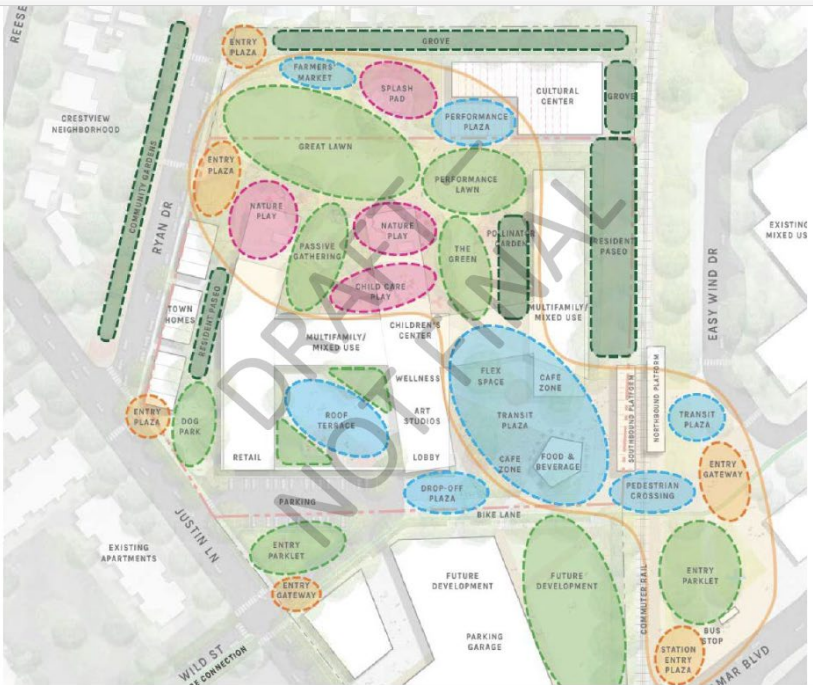 REESE
ENTRY
PLAZA
GROVE
FARMERS
MARKET
SPLASH
PAD
CULTURAL
CENTER
GROVE
CRESTVIEW
NEIGHBORHOOD
PERFORMANCE
PLAZA
COMMUNITY GARDENS
GREAT LAWN
ENTRY
PLAZA
PERFORMANCE
LAWN
RYAN DR
NATURE
PLAY
NATURE
PLAY
PASSIVE
GATHERING
THE
GREEN
POLLINATOR
GARDEN
RESIDENT
PASEO
EXISTING
MIXED US
EASY WIND DR
CHILD CARE
PLAY
TOWN
HOMES
RESIDENT PASEO
MULTIFAMILY/
MIXED USE
CHILDREN'S
CENTER
MULTIFAMILY/
MIXED USE
WELLNESS
FLEX
SPACE
CAFE
ZONE
SOUTHBOUND PLATFORM
NORTHBOUND PLATFORM
ENTRY
PLAZA
DOG
PARK
ROOF
TERRACE
ART
STUDIOS
TRANSIT
PLAZA
TRANSIT
PLAZA
RETAIL
LOBBY
CAFE
ZONE
FOOD &
BEVERAGE
ENTRY
GATEWAY
PARKING
DROP-OFF
PLAZA
PEDESTRIAN
CROSSING
BIKE LANE
JUSTIN LN
EXISTING
APARTMENTS
ENTRY
PARKLET
ENTRY
GATEWAY
FUTURE
DEVELOPMENT
FUTURE
DEVELOPMENT
COMMUTER RAIL
ENTRY
PARKLET
PARKING
GARAGE
BUS
STOP
STATION
ENTRY
PLAZA
WILD ST
GE CONNECTION
MAR BLVD
DRAFT -
NOT FINAL